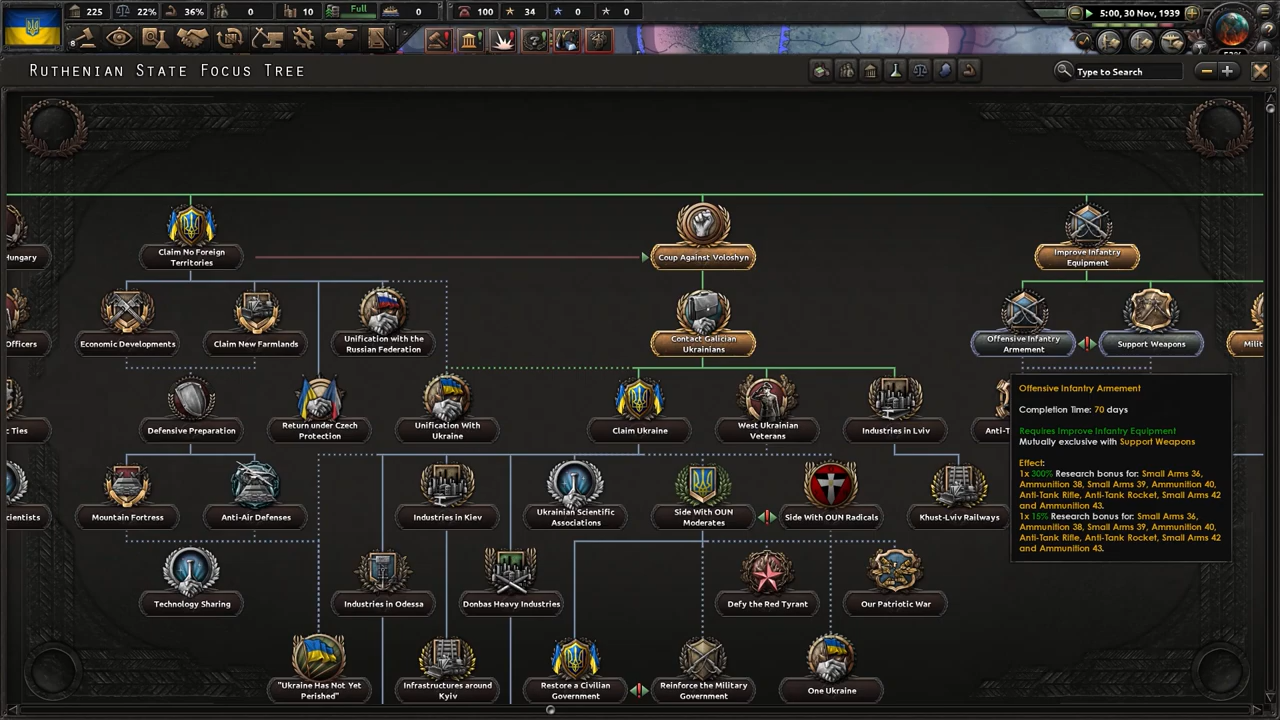 225 22% 36% 0 10 Full 0 100 34 0 0 5:00, 30 Nov, 1939
8
RUTHENIAN STATE FOCUS TREE
Type to Search
Hungary
Claim No Foreign
Territories
Coup Against Voloshyn
Improve Infantry
Equipment
Officers
Economic Developments
Claim New Farmlands
Unification with the
Russian Federation
Contact Galician
Ukrainians
Offensive Infantry
Armement
Support Weapons
Milit
c Ties
Defensive Preparation
Return under Czech
Protection
Unification With
Ukraine
Claim Ukraine
West Ukrainian
Veterans
Industries in Lviv
Anti-T
Offensive Infantry Armement
Completion Time: 70 days
Requires Improve Infantry Equipment
Mutually exclusive with Support Weapons
Effect:
1x 300% Research bonus for: Small Arms 36,
Ammunition 38, Small Arms 39, Ammunition 40,
Anti-Tank Rifle, Anti-Tank Rocket, Small Arms 42
and Ammunition 43.
1x 15% Research bonus for: Small Arms 36,
Ammunition 38, Small Arms 39, Ammunition 40,
Anti-Tank Rifle, Anti-Tank Rocket, Small Arms 42
and Ammunition 43.
cientists
Mountain Fortress
Anti-Air Defenses
Industries in Kiev
Ukrainian Scientific
Associations
Side With OUN
Moderates
Side With OUN Radicals
Khust-Lviv Railways
Technology Sharing
Industries in Odessa
Donbas Heavy Industries
Defy the Red Tyrant
Our Patriotic War
"Ukraine Has Not Yet
Perished"
Infrastructures around
Kyiv
Restore a Civilian
Government
Reinforce the Military
Government
One Ukraine